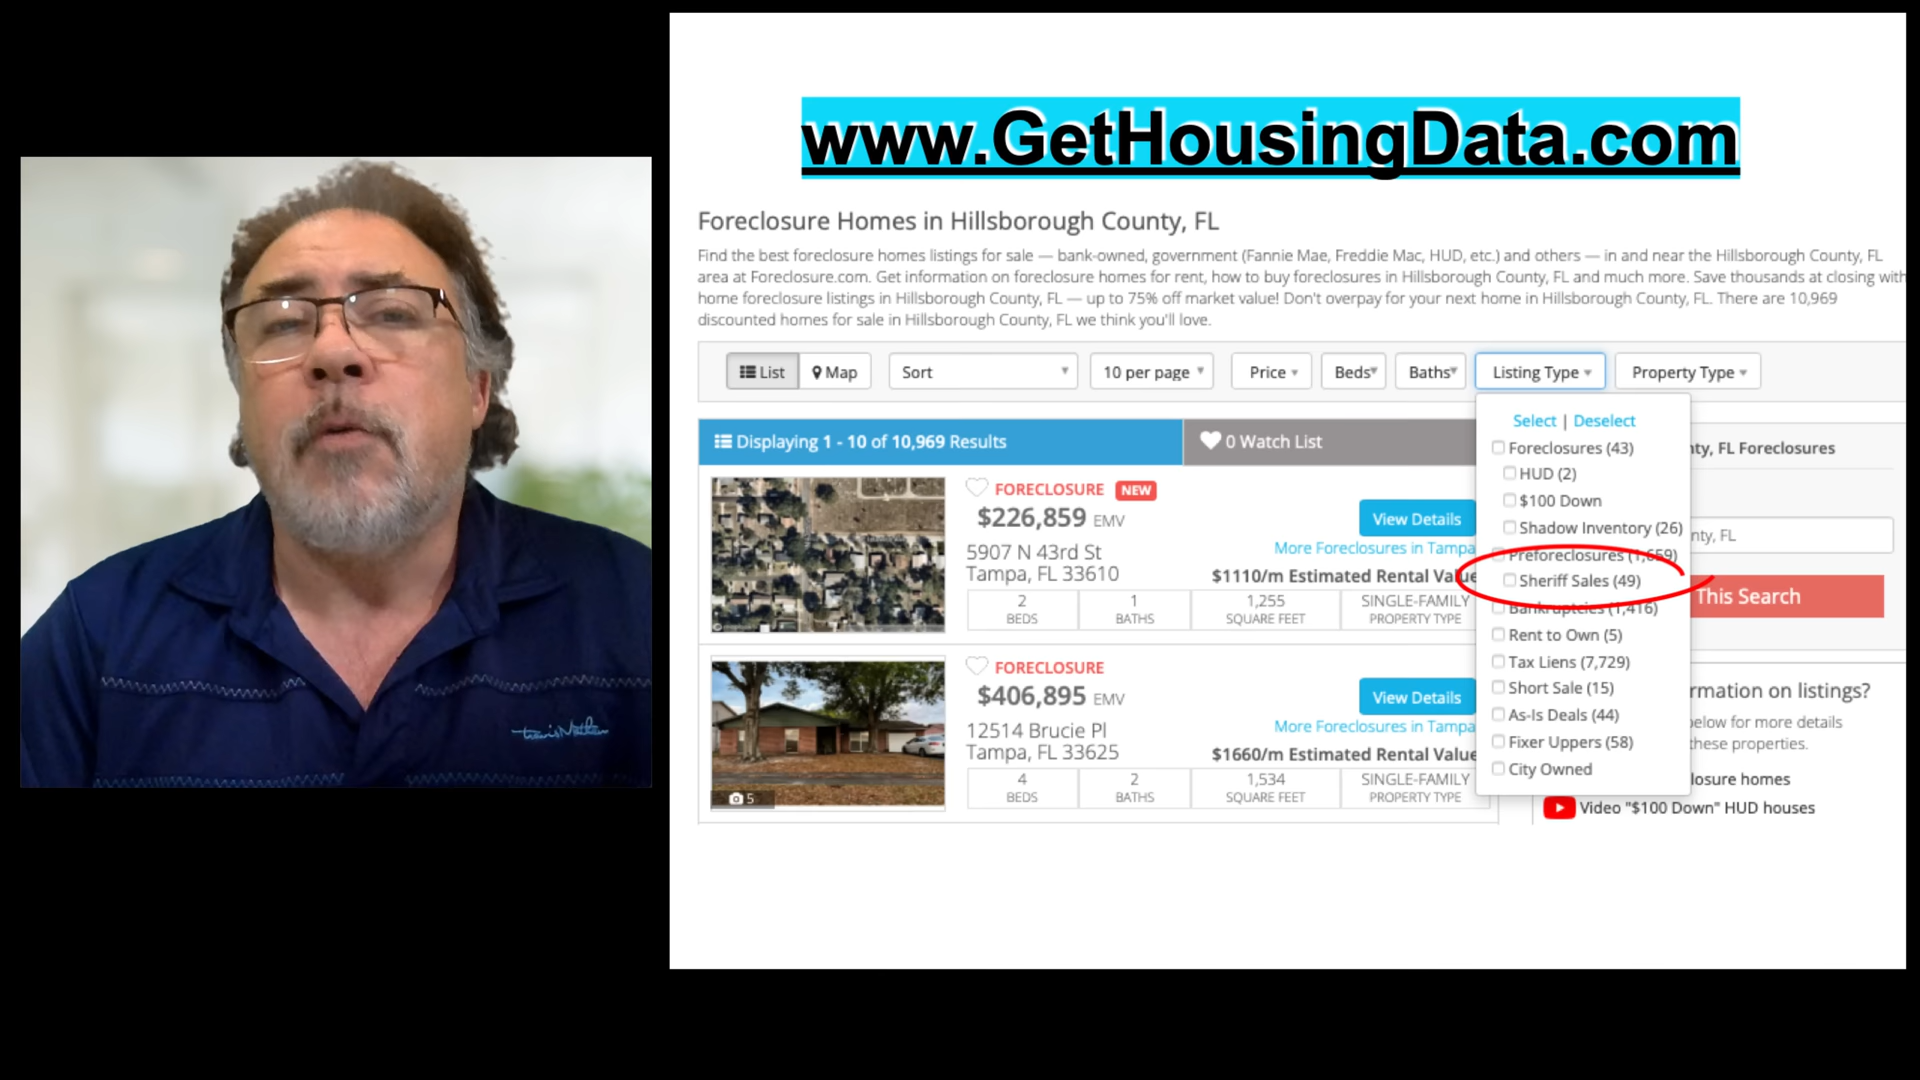 www.GetHousingData.com
Foreclosure Homes in Hillsborough County, FL
Find the best foreclosure homes listings for sale — bank-owned, government (Fannie Mae, Freddie Mac, HUD, etc.) and others — in and near the Hillsborough County, FL
area at Foreclosure.com. Get information on foreclosure homes for rent, how to buy foreclosures in Hillsborough County, FL and much more. Save thousands at closing with
home foreclosure listings in Hillsborough County, FL — up to 75% off market value! Don't overpay for your next home in Hillsborough County, FL. There are 10,969
discounted homes for sale in Hillsborough County, FL we think you'll love.
List Map Sort 10 per page Price Beds Baths Listing Type Property Type
Displaying 1 - 10 of 10,969 Results
0 Watch List
FORECLOSURE NEW
$226,859 EMV
View Details
5907 N 43rd St
More Foreclosures in Tampa
Tampa, FL 33610
$1110/m Estimated Rental Value
2 1 1,255 SINGLE-FAMILY
BEDS BATHS SQUARE FEET PROPERTY TYPE
FORECLOSURE
$406,895 EMV
View Details
12514 Brucie Pl
More Foreclosures in Tampa
Tampa, FL 33625
$1660/m Estimated Rental Value
4 2 1,534 SINGLE-FAMILY
BEDS BATHS SQUARE FEET PROPERTY TYPE
5
Select | Deselect
Foreclosures (43)
HUD (2)
$100 Down
Shadow Inventory (26)
Preforeclosures (1,659)
Sheriff Sales (49)
Bankruptcies (1,416)
Rent to Own (5)
Tax Liens (7,729)
Short Sale (15)
As-Is Deals (44)
Fixer Uppers (58)
City Owned
nty, FL Foreclosures
nty, FL
This Search
rmation on listings?
below for more details
these properties.
losure homes
Video "$100 Down" HUD houses